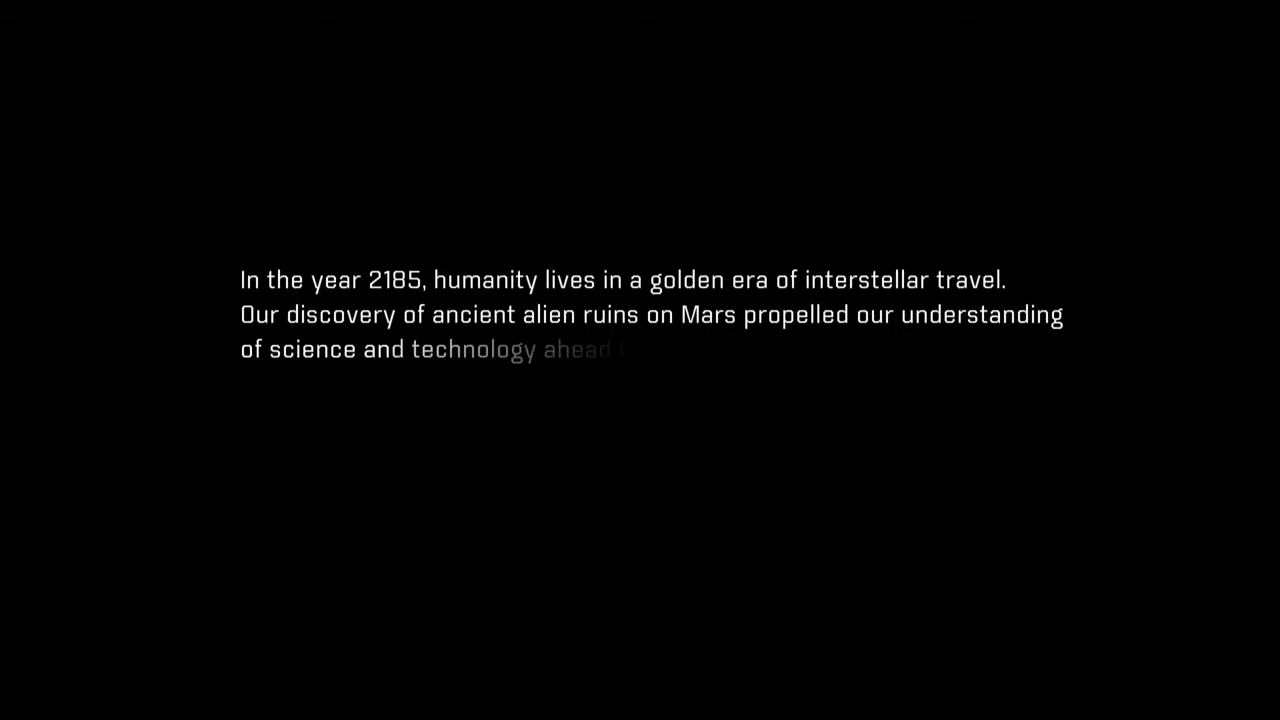 In the year 2185, humanity lives in a golden era of interstellar travel.
Our discovery of ancient alien ruins on Mars propelled our understanding
of science and technology ahead